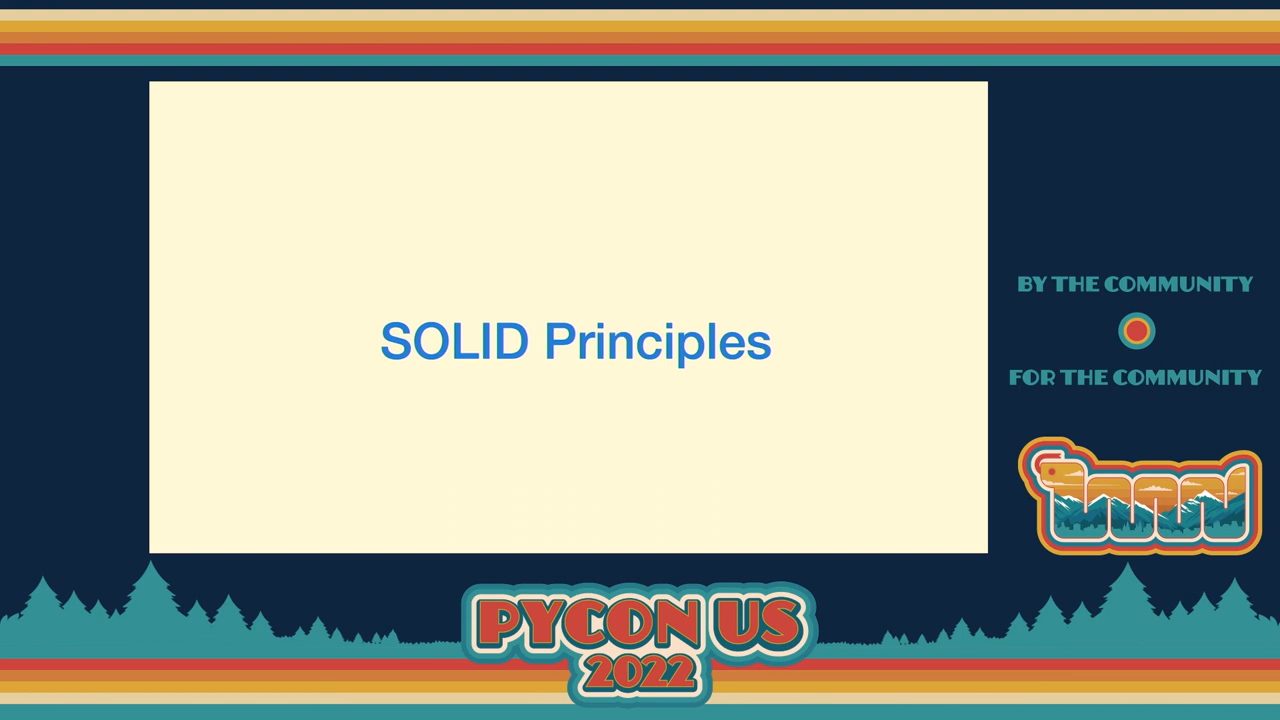 SOLID Principles
BY THE COMMUNITY
FOR THE COMMUNITY
PYCON US
2022